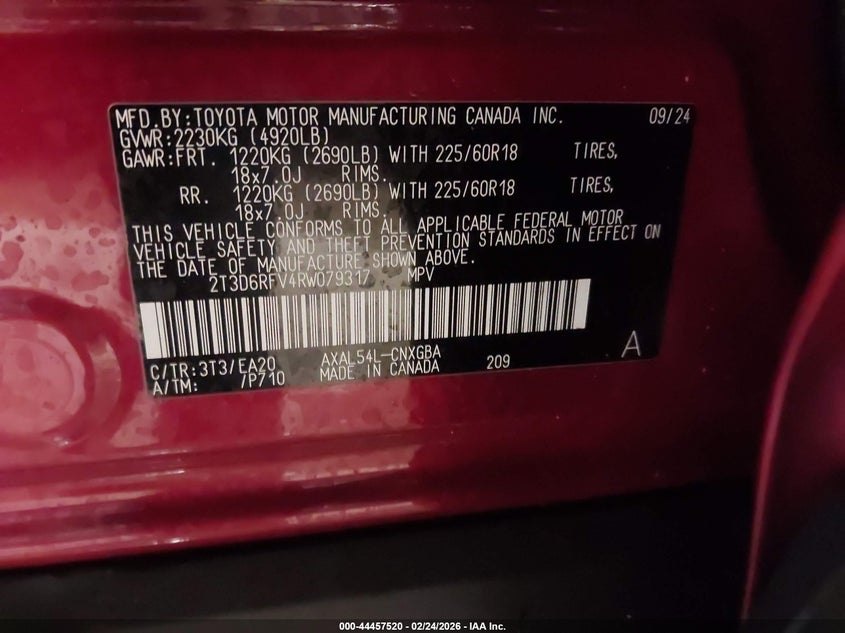 MFD.BY:TOYOTA MOTOR MANUFACTURING CANADA INC. 09/24
GVWR:2230KG (4920LB)
GAWR:FRT. 1220KG (2690LB) WITH 225/60R18 TIRES,
18x7.0J RIMS.
RR. 1220KG (2690LB) WITH 225/60R18 TIRES,
18x7.0J RIMS.
THIS VEHICLE CONFORMS TO ALL APPLICABLE FEDERAL MOTOR
VEHICLE SAFETY AND THEFT PREVENTION STANDARDS IN EFFECT ON
THE DATE OF MANUFACTURE SHOWN ABOVE.
2T3D6RFV4RW079317 MPV
C/TR:3T3/EA20 AXAL54L-CNXGBA 209 A
A/TM: /P710 MADE IN CANADA
000-44457520 - 02/24/2026 - IAA Inc.